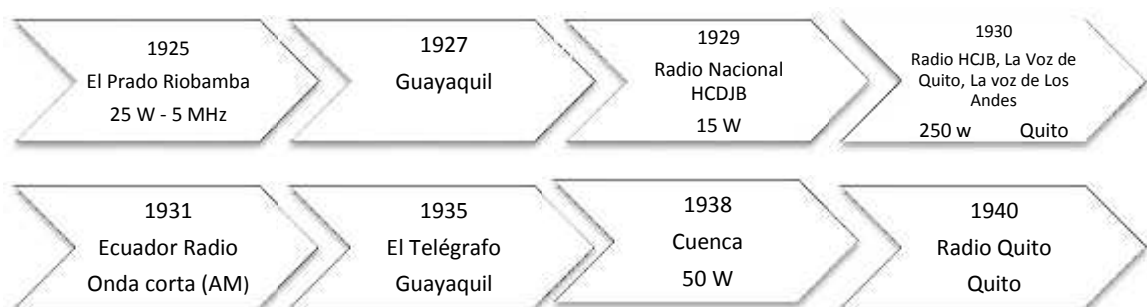 1925
El Prado Riobamba
25 W - 5 MHz
1927
Guayaquil
1929
Radio Nacional
HCDJB
15 W
1930
Radio HCJB, La Voz de
Quito, La voz de Los
Andes
250 w Quito
1931
Ecuador Radio
Onda corta (AM)
1935
El Telégrafo
Guayaquil
1938
Cuenca
50 W
1940
Radio Quito
Quito